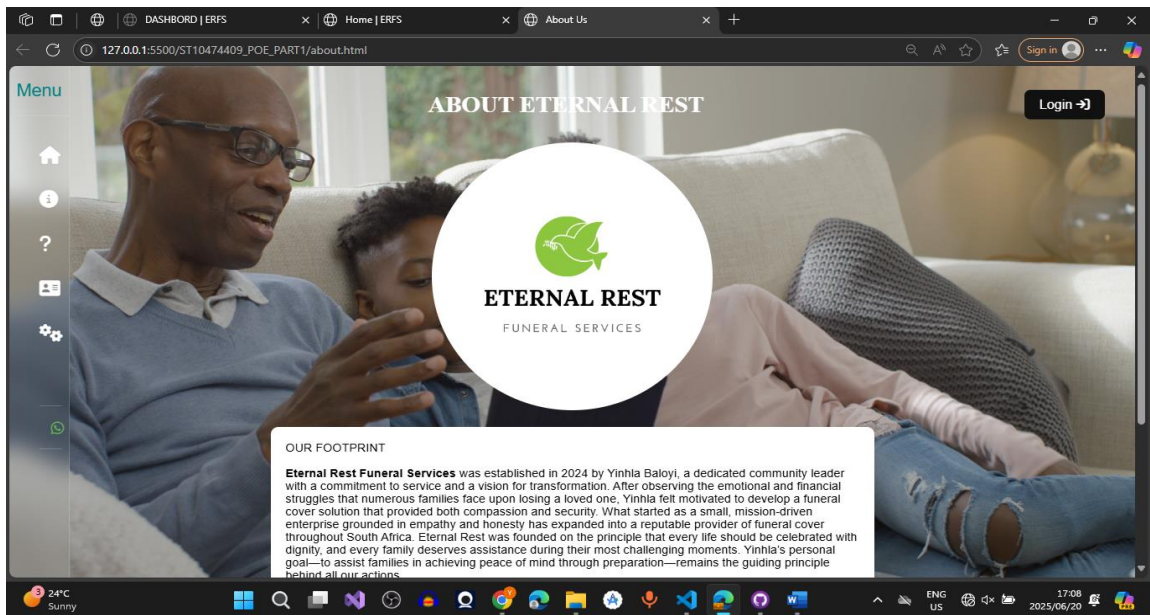 DASHBORD | ERFS
Home | ERFS
About Us
127.0.0.1:5500/ST10474409_POE_PART1/about.html
Sign in
Menu
ABOUT ETERNAL REST
Login
?
ETERNAL REST
FUNERAL SERVICES
OUR FOOTPRINT
Eternal Rest Funeral Services was established in 2024 by Yinhla Baloyi, a dedicated community leader
with a commitment to service and a vision for transformation. After observing the emotional and financial
struggles that numerous families face upon losing a loved one, Yinhla felt motivated to develop a funeral
cover solution that provided both compassion and security. What started as a small, mission-driven
enterprise grounded in empathy and honesty has expanded into a reputable provider of funeral cover
throughout South Africa. Eternal Rest was founded on the principle that every life should be celebrated with
dignity, and every family deserves assistance during their most challenging moments. Yinhla's personal
goal—to assist families in achieving peace of mind through preparation—remains the guiding principle
behind all our actions.
3
24°C
Sunny
ENG
US
17:08
2025/06/20